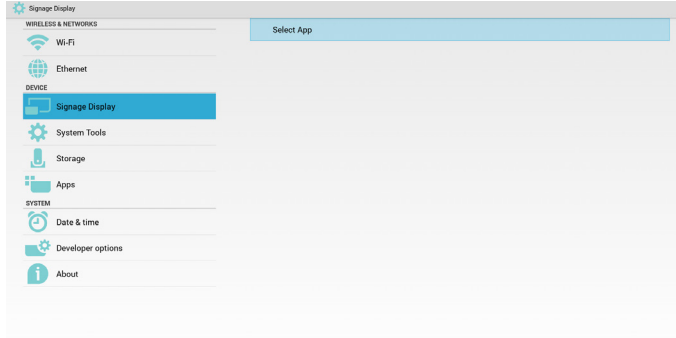 Signage Display
WIRELESS & NETWORKS
Wi-Fi
Ethernet
DEVICE
Signage Display
System Tools
Storage
Apps
SYSTEM
Date & time
Developer options
About
Select App